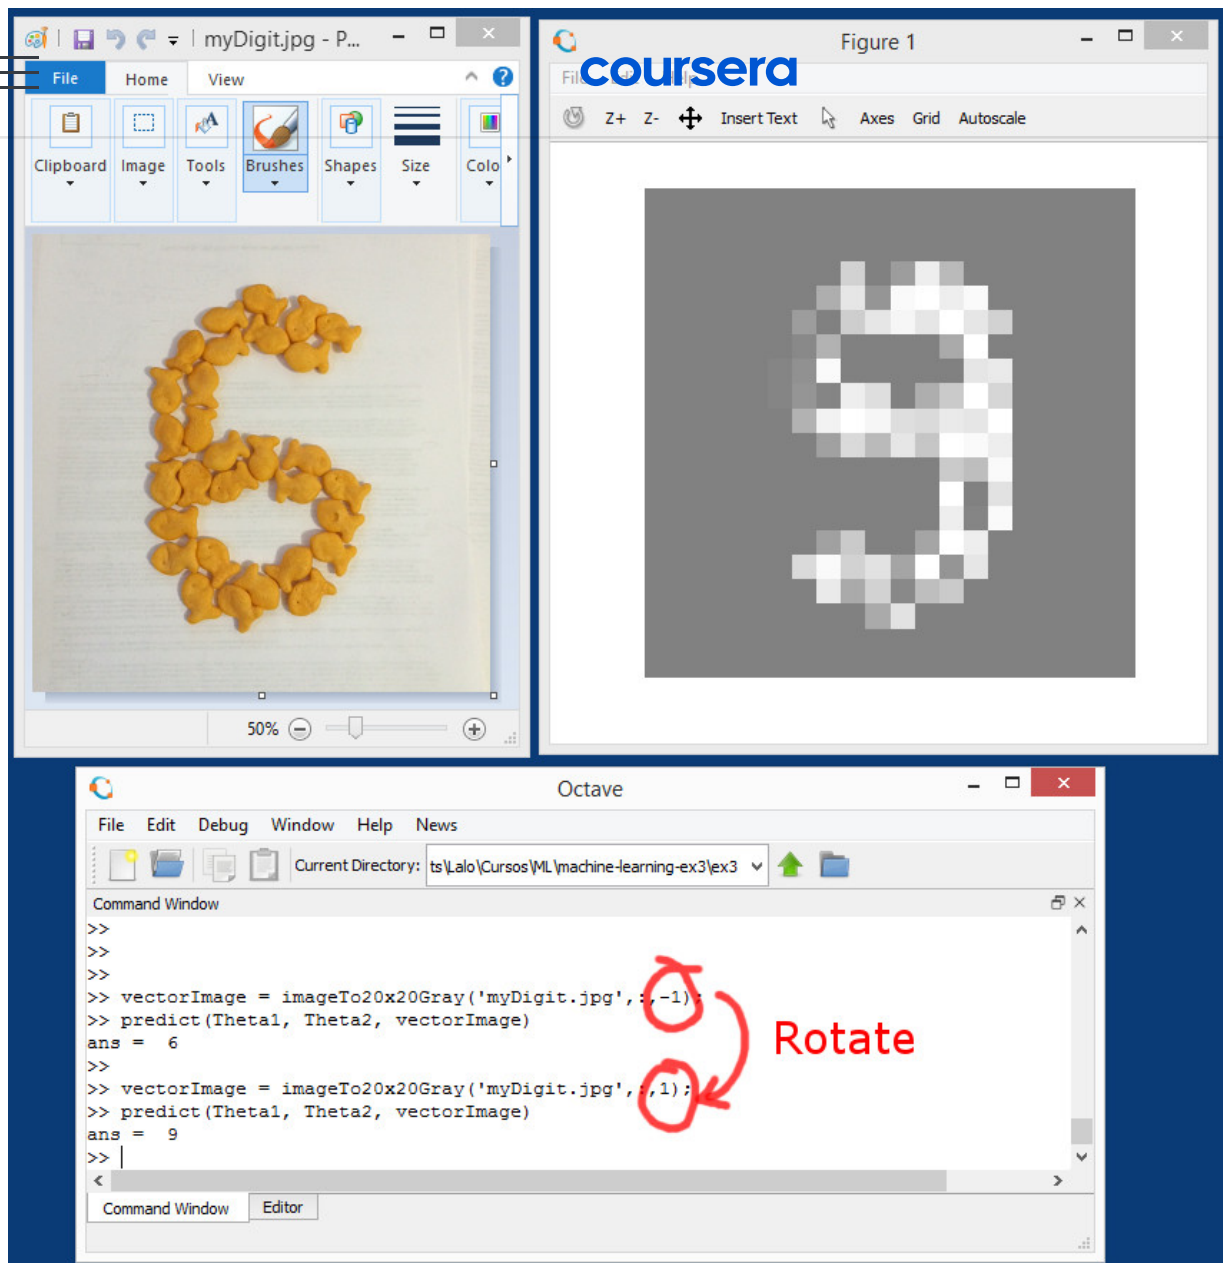 myDigit.jpg - P...
File Home View
Clipboard Image Tools Brushes Shapes Size Colo
50%
Figure 1
coursera
Z+ Z- Insert Text Axes Grid Autoscale
Octave
File Edit Debug Window Help News
Current Directory: ts\Lalo\Cursos\ML\machine-learning-ex3\ex3
Command Window
>>
>>
>>
>> vectorImage = imageTo20x20Gray('myDigit.jpg',:,-1);
>> predict(Theta1, Theta2, vectorImage)
ans = 6
>>
>> vectorImage = imageTo20x20Gray('myDigit.jpg',:,1);
>> predict(Theta1, Theta2, vectorImage)
ans = 9
>>
Rotate
Command Window Editor